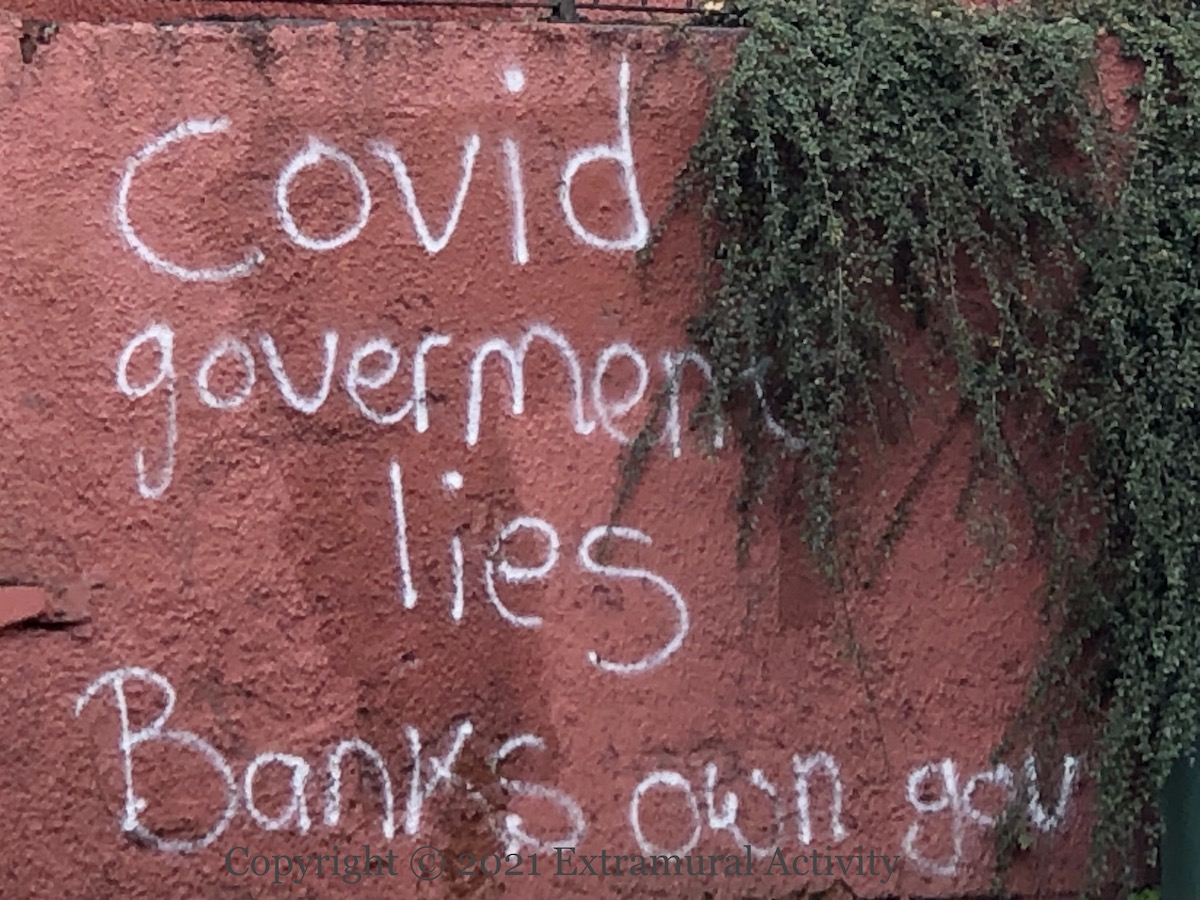 Covid
goverment
lies
Banks own gov
Copyright © 2021 Extramural Activity